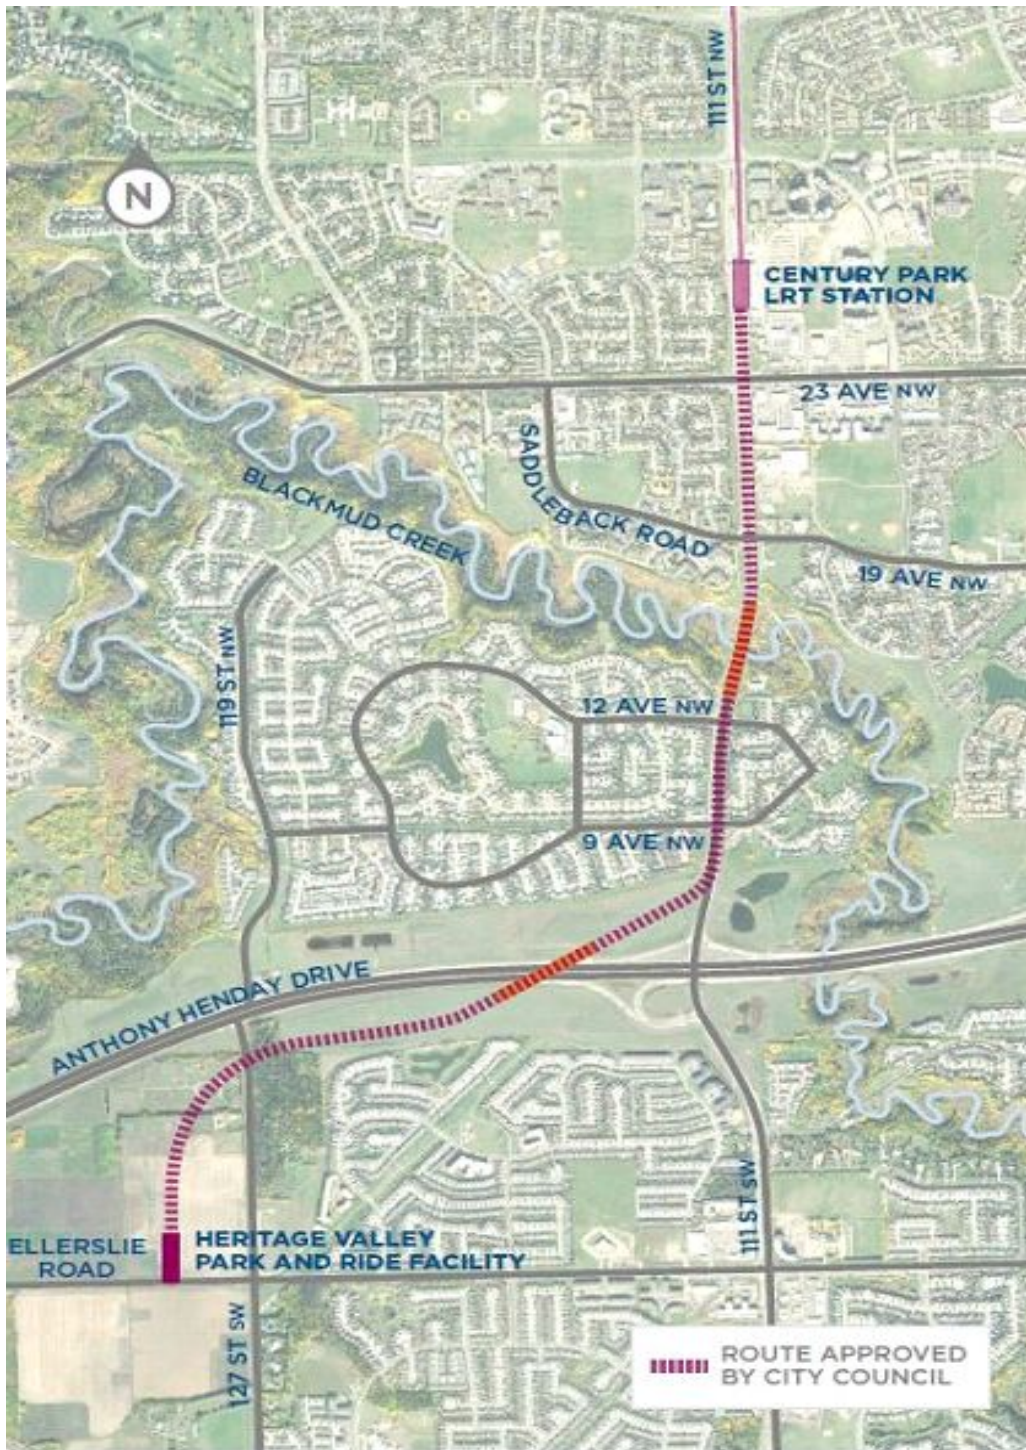 111 ST NW
N
CENTURY PARK
LRT STATION
23 AVE NW
SADDLEBACK ROAD
BLACKMUD CREEK
19 AVE NW
119 ST NW
12 AVE NW
9 AVE NW
ANTHONY HENDAY DRIVE
111 ST SW
ELLERSLIE
ROAD
HERITAGE VALLEY
PARK AND RIDE FACILITY
127 ST SW
ROUTE APPROVED
BY CITY COUNCIL